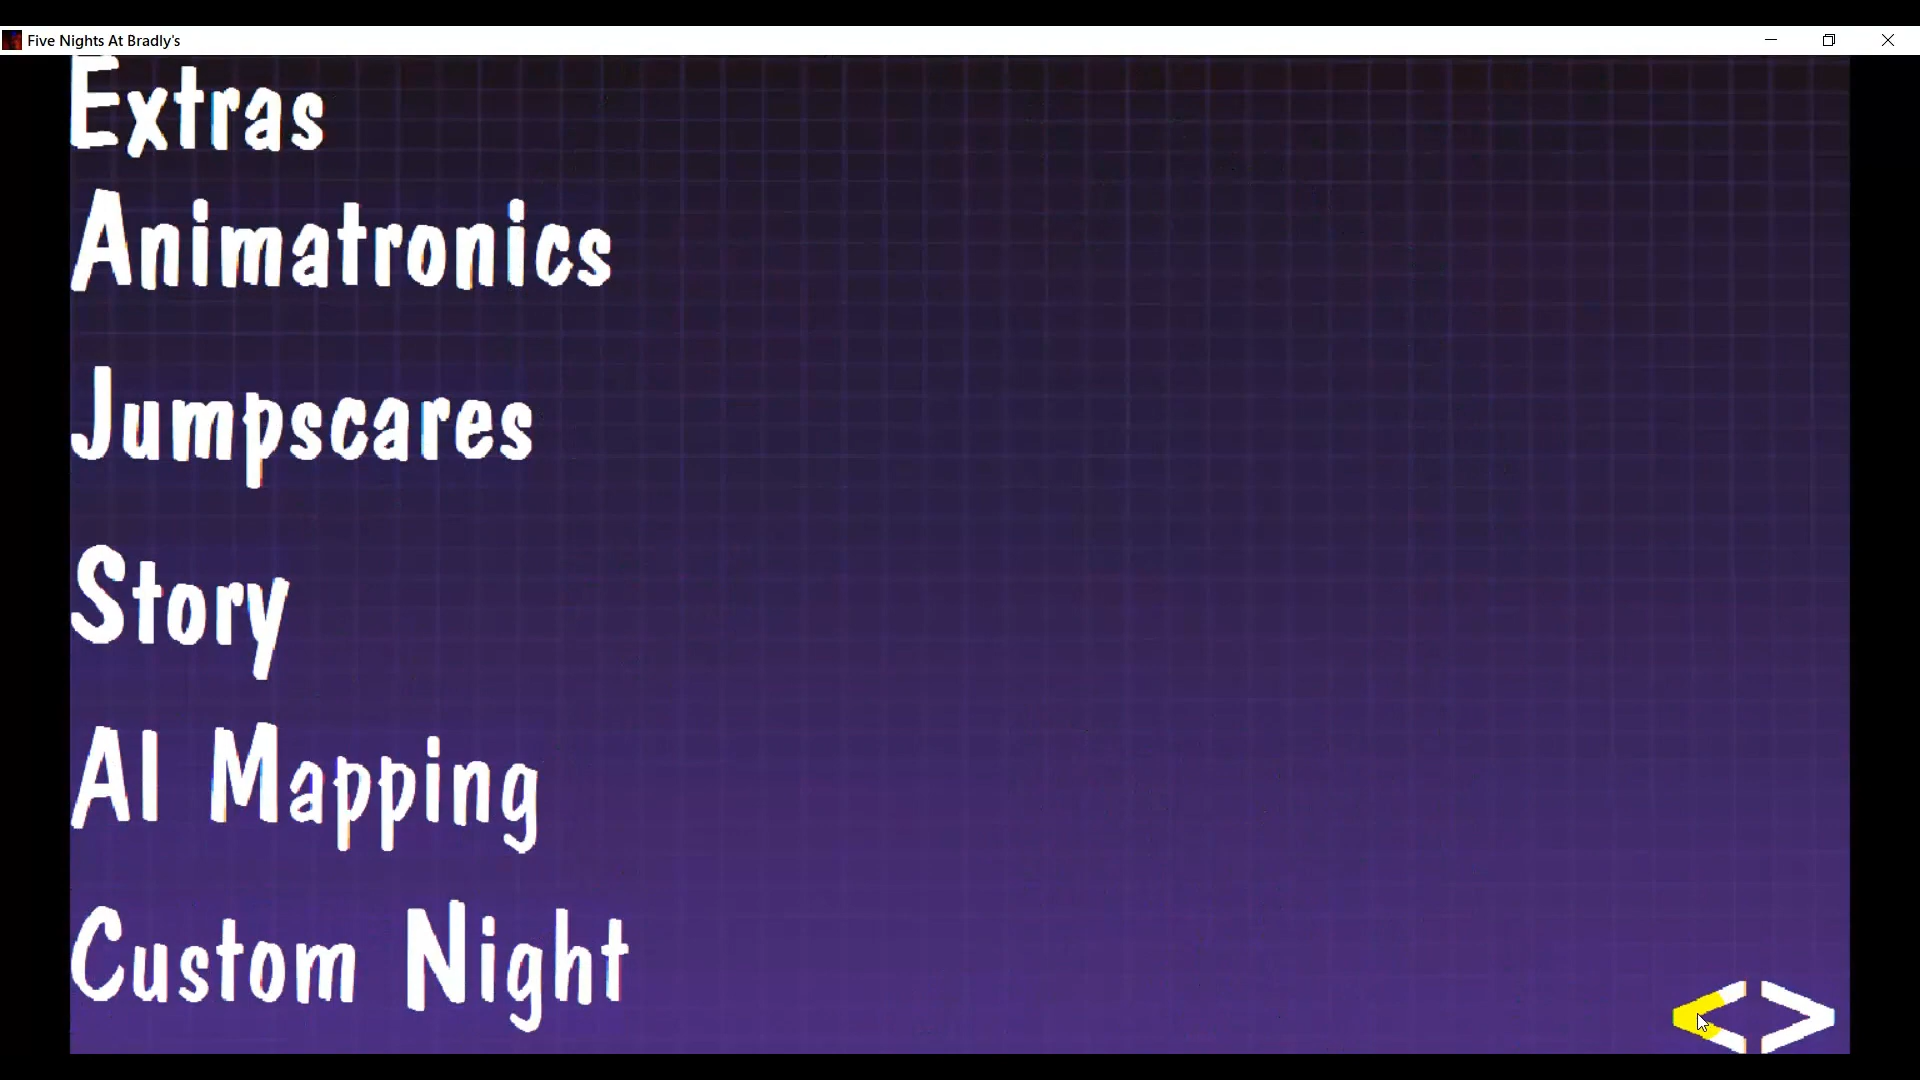 Five Nights At Bradly's
Extras
Animatronics
Jumpscares
Story
AI Mapping
Custom Night
< >